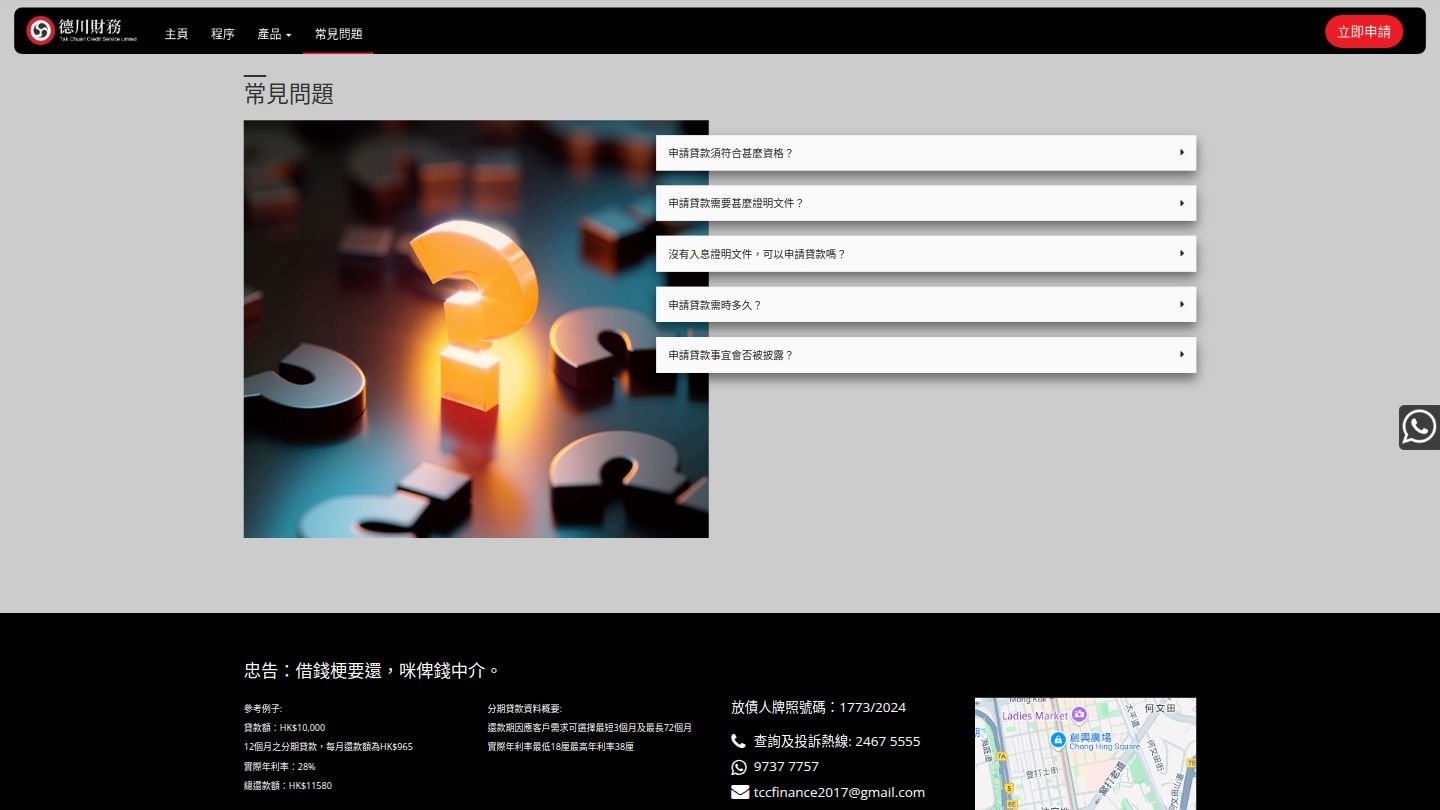 德川財務
Tak Chuan Credit Service Limited
主頁
程序
產品
常見問題
立即申請
常見問題
申請貸款須符合甚麼資格？
申請貸款需要甚麼證明文件？
沒有入息證明文件，可以申請貸款嗎？
申請貸款需時多久？
申請貸款事宜會否被披露？
忠告：借錢梗要還，咪俾錢中介。
參考例子:
貸款額：HK$10,000
12個月之分期貸款，每月還款額為HK$965
實際年利率：28%
總還款額：HK$11580
分期貸款資料概要:
還款期因應客戶需求可選擇最短3個月及最長72個月
實際年利率最低18厘最高年利率38厘
放債人牌照號碼：1773/2024
查詢及投訴熱線: 2467 5555
9737 7757
tccfinance2017@gmail.com
Mong Kok
Ladies Market
太平道
何文田
創興廣場
Chong Hing Square
何文田街
7A
登打士街
窩打老道
7E
5
6E